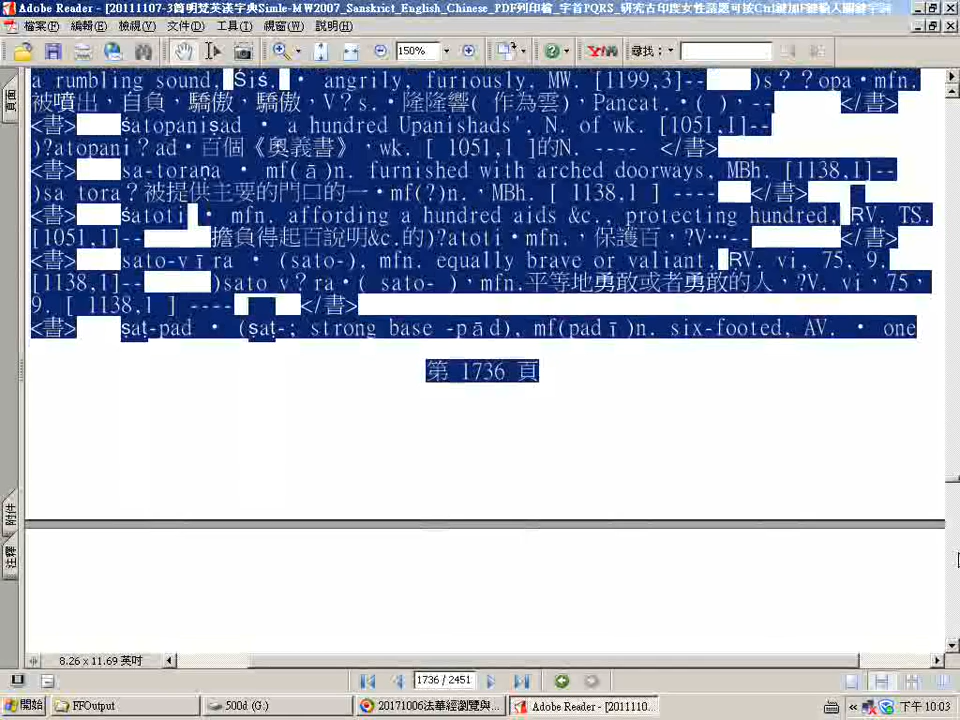 Adobe Reader - [20111107-3簡明梵英漢字典Simle-MW2007_Sanskrict_English_Chinese_PDF列印檔_字首PQRS_研究古印度女性議題可按Ctrl鍵加F鍵輸入關鍵字詞
檔案(F) 編輯(E) 檢視(V) 文件(D) 工具(T) 視窗(W) 說明(H)
150% Y! 尋找：
頁面
a rumbling sound, Śiś. • angrily, furiously, MW. [1199,3]-- )s？？opa•mfn.
被噴出，自負，驕傲，驕傲，V？s.•隆隆響( 作為雲)，Pancat.•( )，-- </書>
<書> śatopaniṣad • a hundred Upanishads', N. of wk. [1051,1]--
)?atopani？ad•百個《奧義書》，wk. [ 1051,1 ]的N. ---- </書>
<書> sa-toraṇa • mf(ā)n. furnished with arched doorways, MBh. [1138,1]--
)sa tora？被提供主要的門口的一•mf(?)n.，MBh. [ 1138,1 ] ---- </書>
<書> śatoti • mfn. affording a hundred aids &c., protecting hundred, ṚV. TS.
[1051,1]-- 擔負得起百說明&c.的)?atoti•mfn.，保護百，?V…-- </書>
<書> sato-vīra • (sato-), mfn. equally brave or valiant, ṚV. vi, 75, 9.
[1138,1]-- )sato v？ra•( sato- )，mfn.平等地勇敢或者勇敢的人，?V. vi，75，
9. [ 1138,1 ] ---- </書>
<書> ṣaṭ-pad • (ṣaṭ-; strong base -pād), mf(padī)n. six-footed, AV. • one
第 1736 頁
附件
注釋
8.26 x 11.69 英吋
1736 / 2451
開始 FFOutput 500d (G:) 20171006法華經瀏覽與... Adobe Reader - [2011110... 下午 10:03